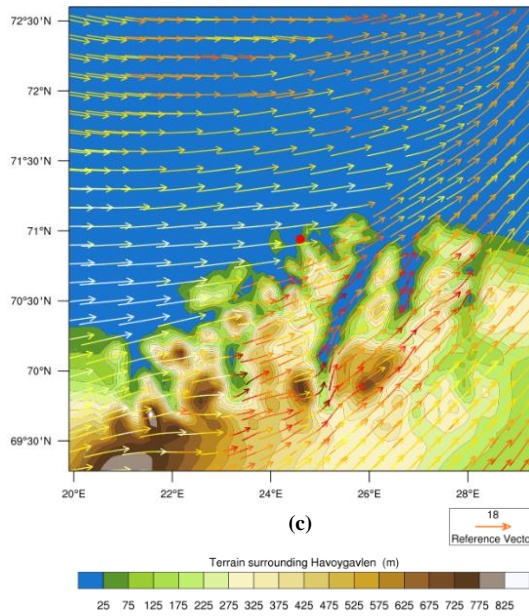 72°30'N
72°N
71°30'N
71°N
70°30'N
70°N
69°30'N
20°E 22°E 24°E 26°E 28°E
(c)
18
Reference Vecto
Terrain surrounding Havoygavlen (m)
25 75 125 175 225 275 325 375 425 475 525 575 625 675 725 775 825